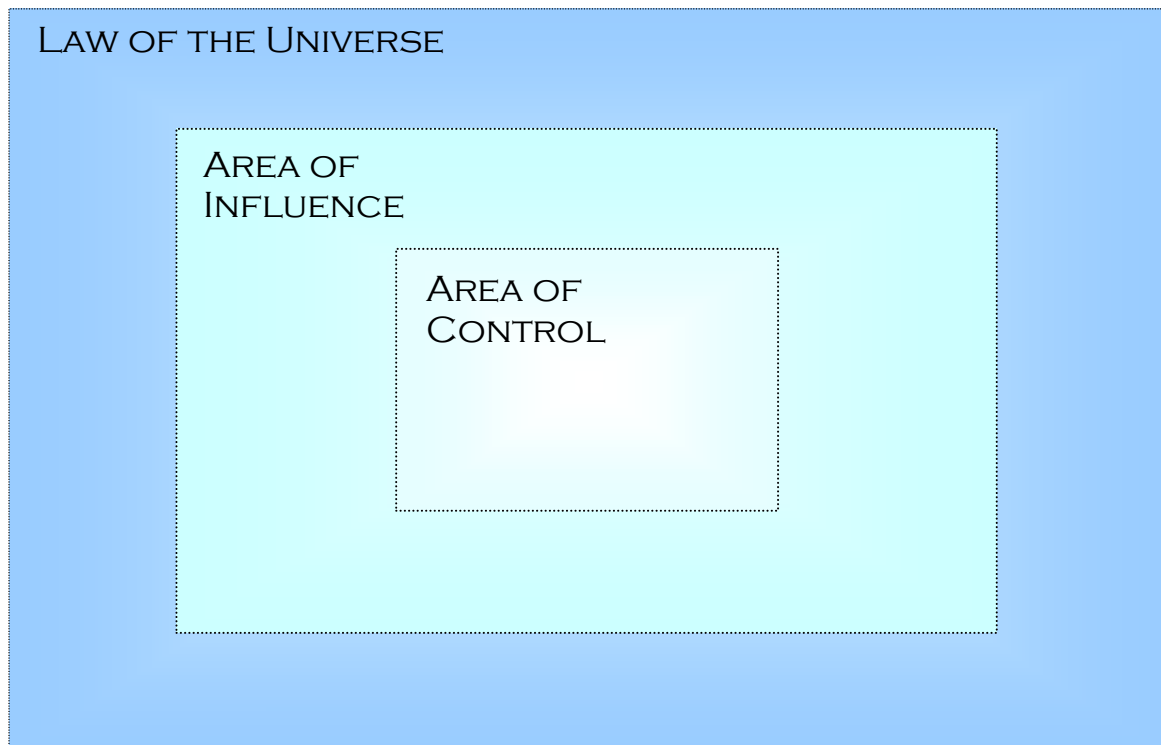 Law of the Universe
Area of
Influence
Area of
Control